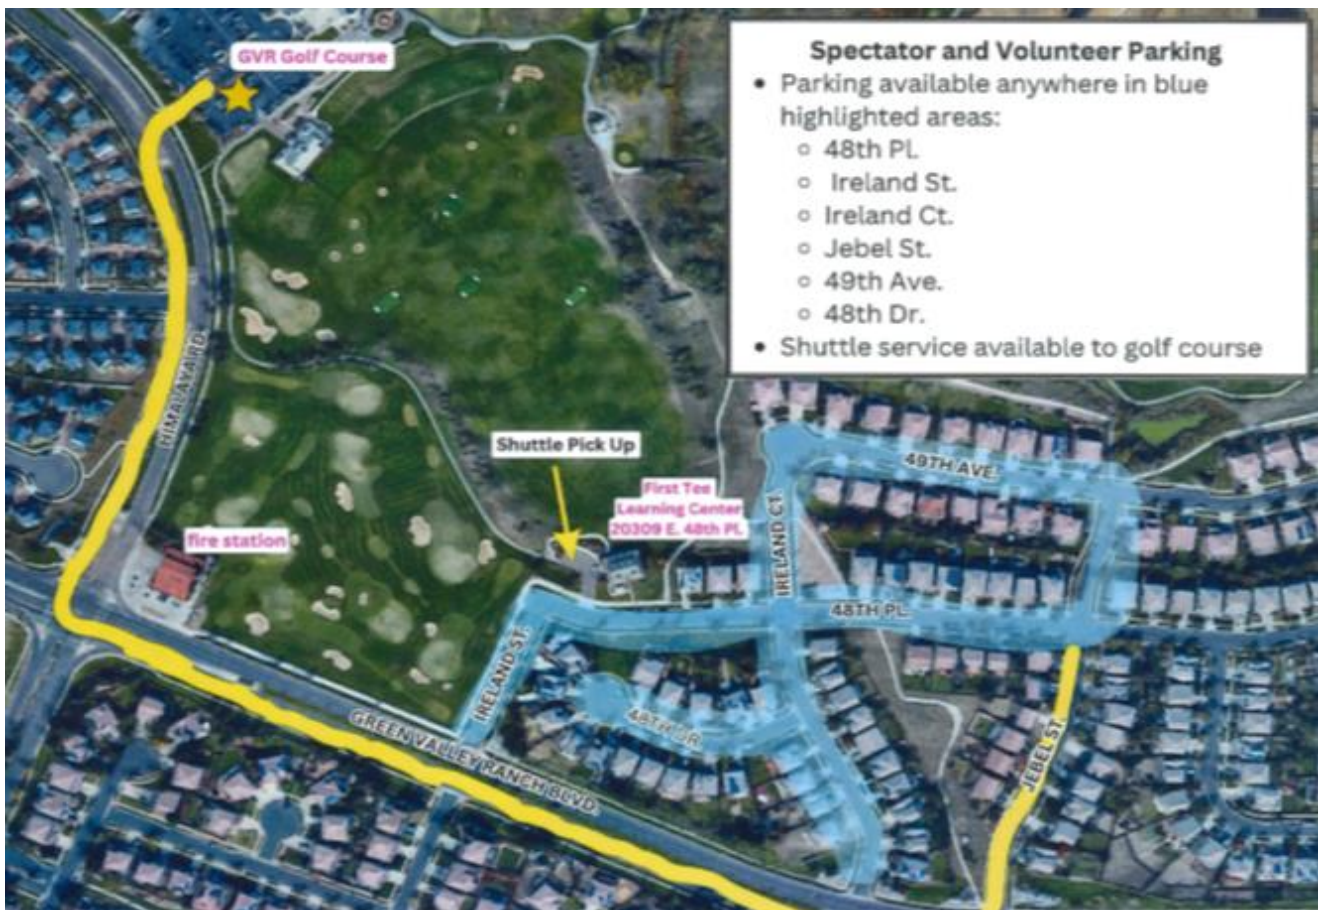 GVR Golf Course
Spectator and Volunteer Parking
• Parking available anywhere in blue
highlighted areas:
○ 48th Pl.
○ Ireland St.
○ Ireland Ct.
○ Jebel St.
○ 49th Ave.
○ 48th Dr.
• Shuttle service available to golf course
HIMALAYA RD
Shuttle Pick Up
First Tee
Learning Center
20309 E. 48th Pl.
49TH AVE.
IRELAND CT.
fire station
48TH PL.
IRELAND ST.
48TH DR.
GREEN VALLEY RANCH BLVD.
JEBEL ST.